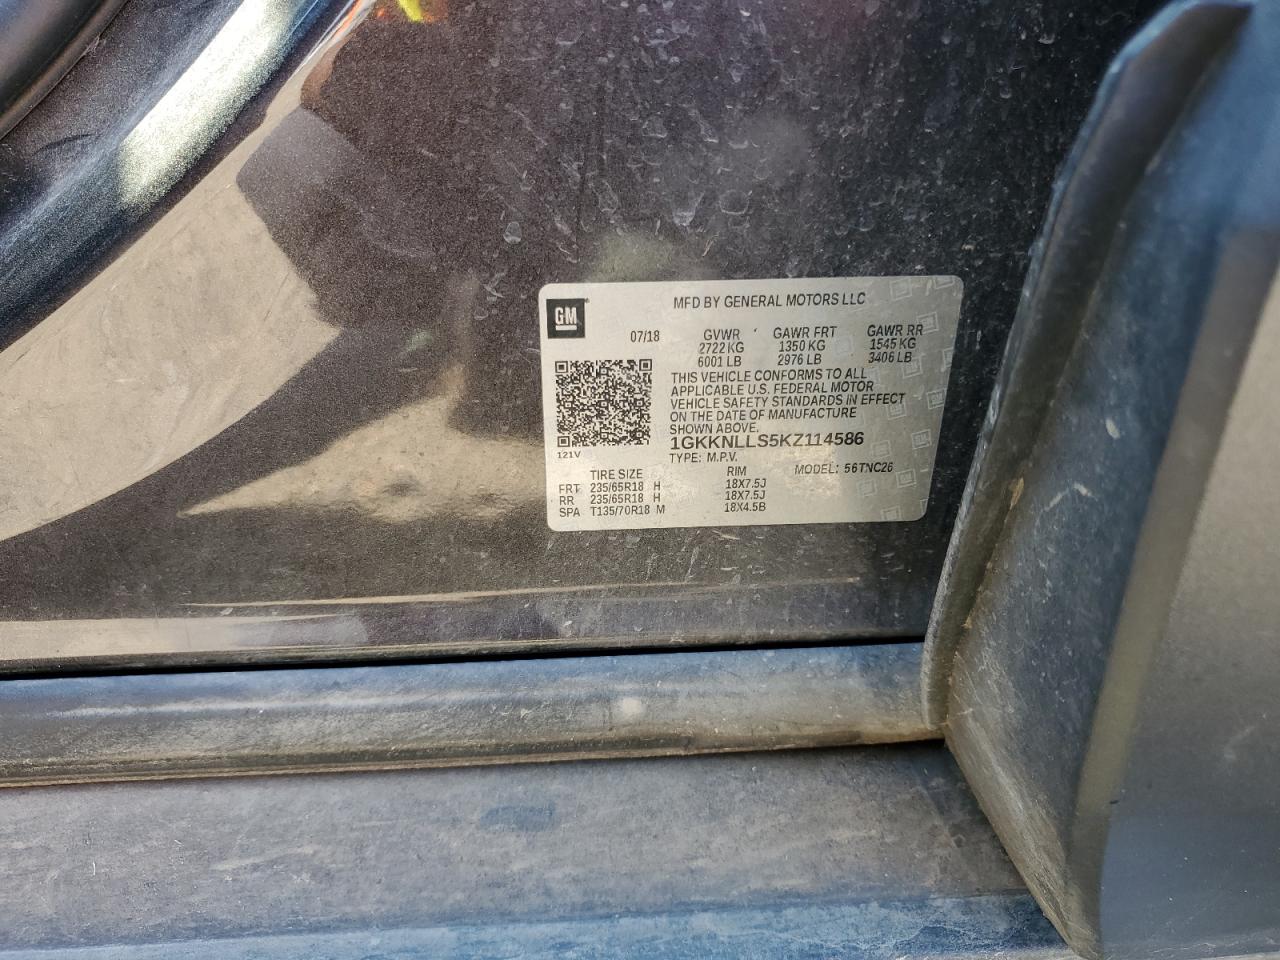 GM
MFD BY GENERAL MOTORS LLC
07/18 GVWR GAWR FRT GAWR RR
2722 KG 1350 KG 1545 KG
6001 LB 2976 LB 3406 LB
THIS VEHICLE CONFORMS TO ALL
APPLICABLE U.S. FEDERAL MOTOR
VEHICLE SAFETY STANDARDS IN EFFECT
ON THE DATE OF MANUFACTURE
SHOWN ABOVE.
1GKKNLLS5KZ114586
121V
TYPE: M.P.V.
TIRE SIZE RIM MODEL: 56TNC26
FRT 235/65R18 H 18X7.5J
RR 235/65R18 H 18X7.5J
SPA T135/70R18 M 18X4.5B